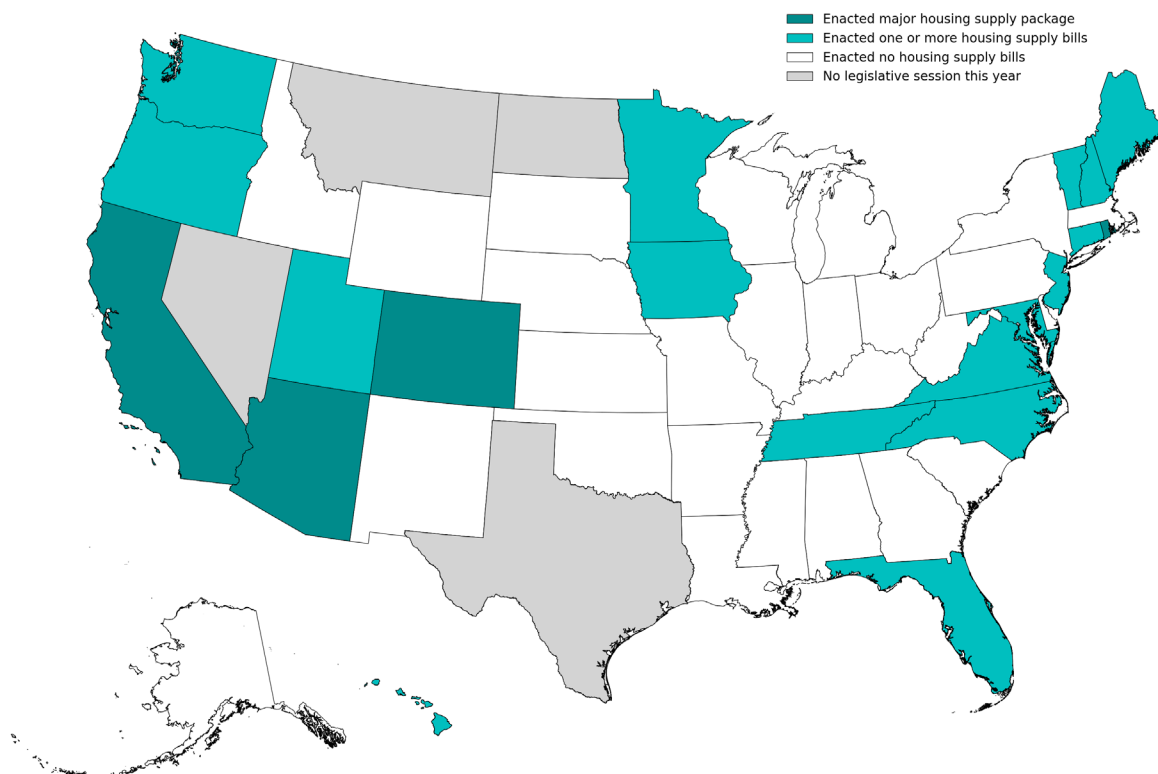 Enacted major housing supply package
Enacted one or more housing supply bills
Enacted no housing supply bills
No legislative session this year